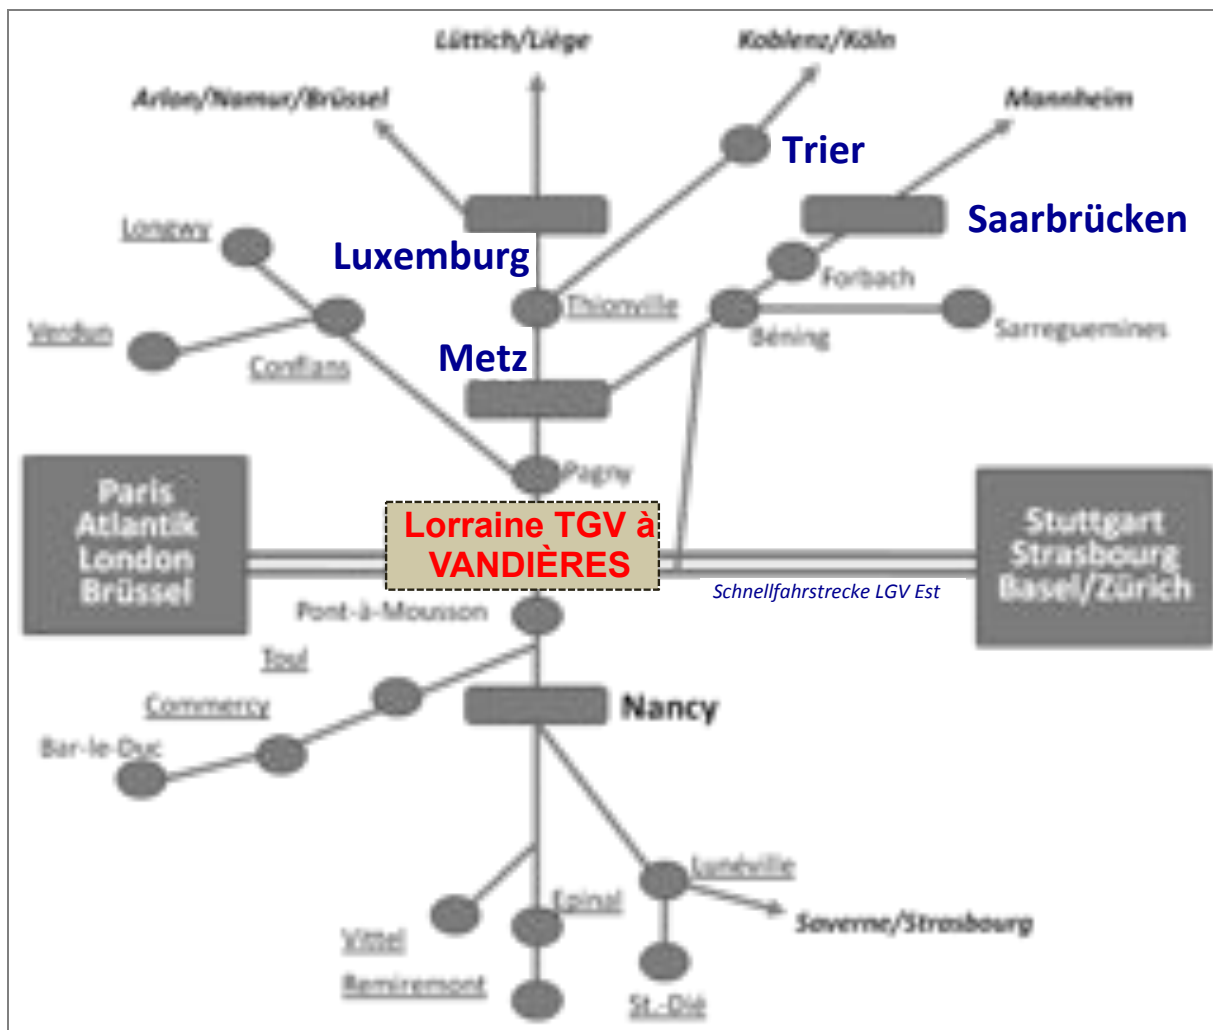 Lüttich/Liège
Koblenz/Köln
Arlon/Namur/Brüssel
Mannheim
Trier
Saarbrücken
Longwy
Luxemburg
Forbach
Thionville
Verdun
Béning
Sarreguemines
Conflans
Metz
Pagny
Paris
Atlantik
London
Brüssel
Lorraine TGV à
VANDIÈRES
Stuttgart
Strasbourg
Basel/Zürich
Schnellfahrstrecke LGV Est
Pont-à-Mousson
Toul
Commercy
Nancy
Bar-le-Duc
Lunéville
Epinal
Saverne/Strasbourg
Vittel
Remiremont
St.-Dié